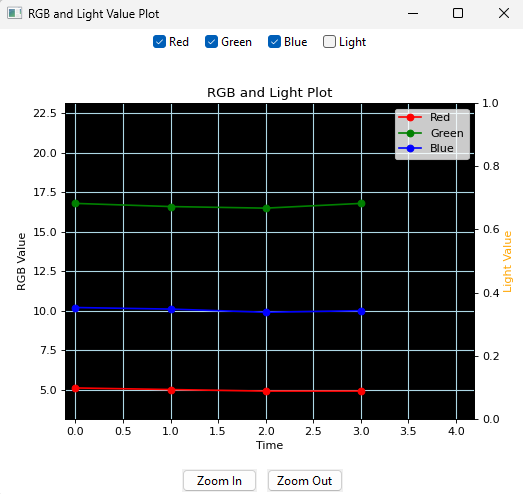 RGB and Light Value Plot
Red Green Blue Light
RGB and Light Plot
Red
Green
Blue
RGB Value
22.5
20.0
17.5
15.0
12.5
10.0
7.5
5.0
1.0
0.8
0.6
0.4
0.2
0.0
Light Value
0.0 0.5 1.0 1.5 2.0 2.5 3.0 3.5 4.0
Time
Zoom In Zoom Out